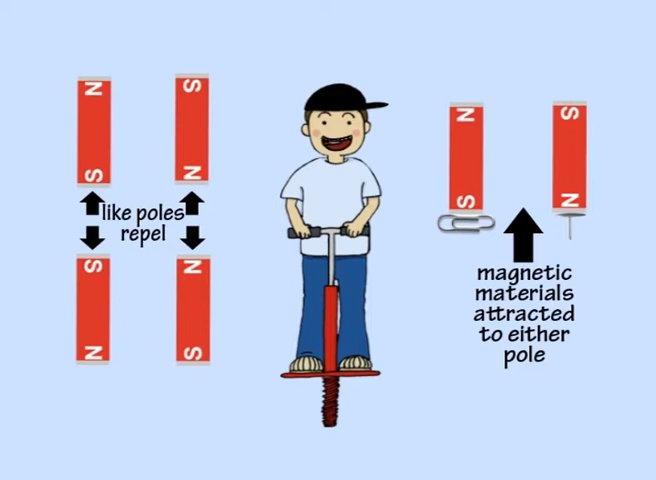 N
S
S
N
like poles
repel
S
N
N
S
N
S
S
N
magnetic
materials
attracted
to either
pole